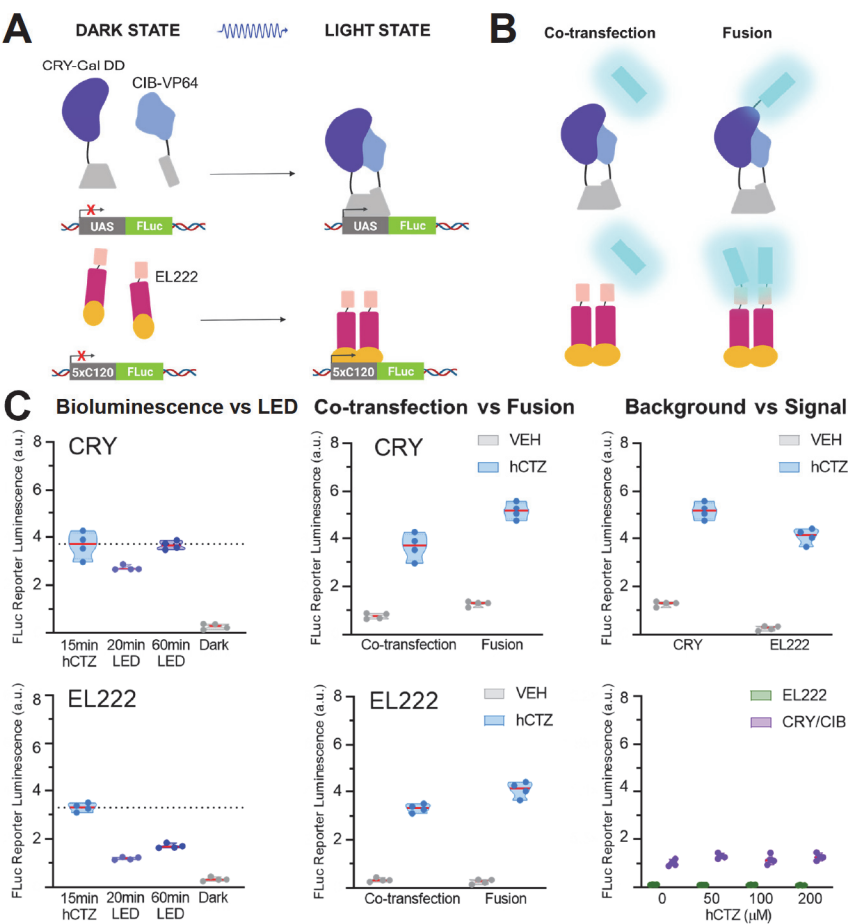 A
DARK STATE
LIGHT STATE
CRY-Cal DD
CIB-VP64
X
UAS
FLuc
UAS
FLuc
EL222
X
5xC120
FLuc
5xC120
FLuc
B
Co-transfection
Fusion
C
Bioluminescence vs LED
Co-transfection vs Fusion
Background vs Signal
FLuc Reporter Luminescence (a.u.)
8
6
4
2
CRY
15min
hCTZ
20min
LED
60min
LED
Dark
FLuc Reporter Luminescence (a.u.)
8
6
4
2
CRY
VEH
hCTZ
Co-transfection
Fusion
FLuc Reporter Luminescence (a.u.)
8
6
4
2
VEH
hCTZ
CRY
EL222
FLuc Reporter Luminescence (a.u.)
8
6
4
2
EL222
15min
hCTZ
20min
LED
60min
LED
Dark
FLuc Reporter Luminescence (a.u.)
8
6
4
2
EL222
VEH
hCTZ
Co-transfection
Fusion
FLuc Reporter Luminescence (a.u.)
8
6
4
2
EL222
CRY/CIB
0
50
100
200
hCTZ (μM)